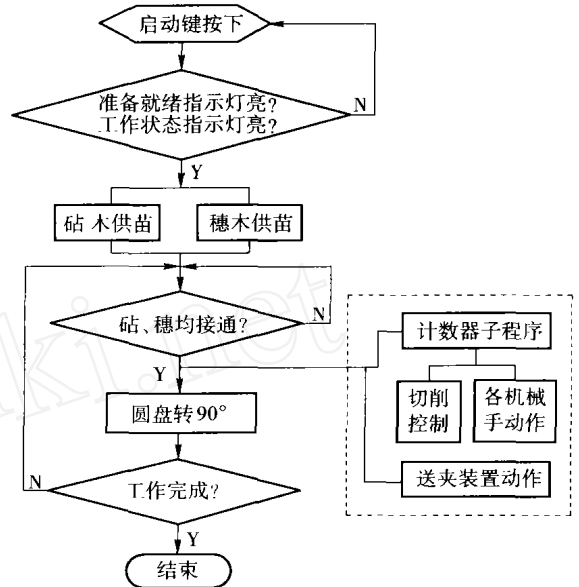 启动键按下
准备就绪指示灯亮?
工作状态指示灯亮?
N
Y
砧 木供苗
穗木供苗
砧、穗均接通?
N
Y
计数器子程序
圆盘转90°
切削
控制
各机械
手动作
送夹装置动作
工作完成?
N
Y
结束